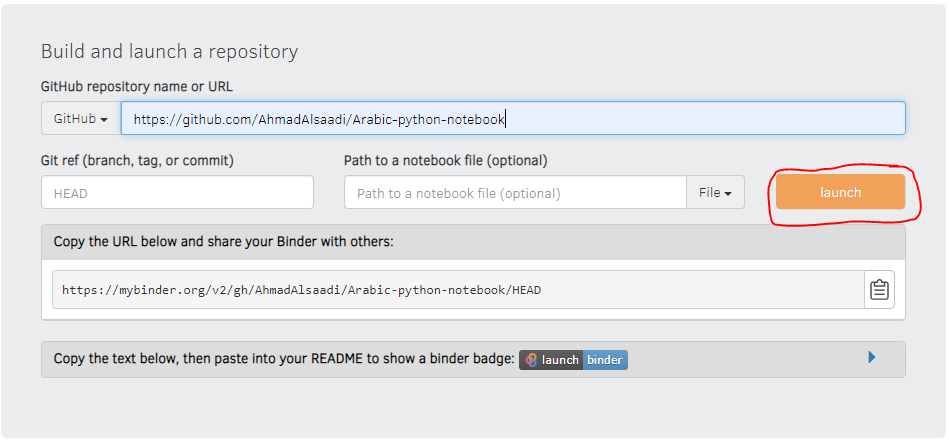 Build and launch a repository
GitHub repository name or URL
GitHub
https://github.com/AhmadAlsaadi/Arabic-python-notebook
Git ref (branch, tag, or commit)
Path to a notebook file (optional)
HEAD
Path to a notebook file (optional)
File
launch
Copy the URL below and share your Binder with others:
https://mybinder.org/v2/gh/AhmadAlsaadi/Arabic-python-notebook/HEAD
Copy the text below, then paste into your README to show a binder badge: launch binder